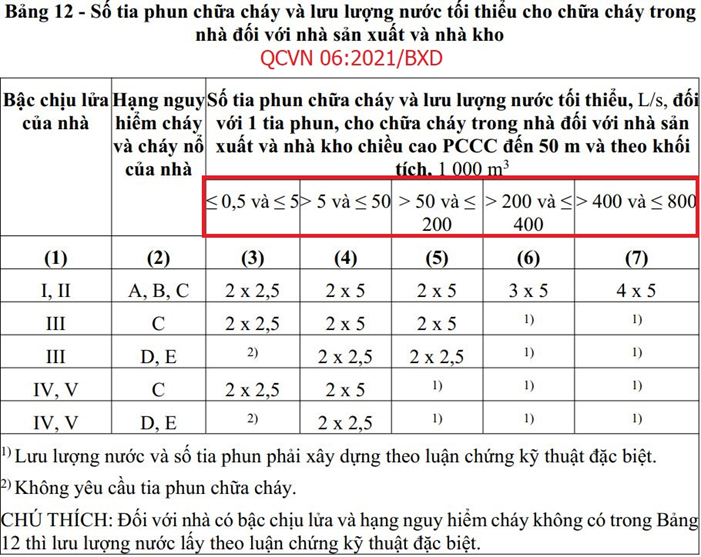 Bảng 12 - Số tia phun chữa cháy và lưu lượng nước tối thiểu cho chữa cháy trong
nhà đối với nhà sản xuất và nhà kho
QCVN 06:2021/BXD
Bậc chịu lửa của nhà
Hạng nguy hiểm cháy và cháy nổ của nhà
Số tia phun chữa cháy và lưu lượng nước tối thiểu, L/s, đối
với 1 tia phun, cho chữa cháy trong nhà đối với nhà sản
xuất và nhà kho chiều cao PCCC đến 50 m và theo khối
tích, 1 000 m³
≤ 0,5 và ≤ 5 > 5 và ≤ 50 > 50 và ≤ 200 > 200 và ≤ 400 > 400 và ≤ 800
(1) (2) (3) (4) (5) (6) (7)
I, II A, B, C 2 x 2,5 2 x 5 2 x 5 3 x 5 4 x 5
III C 2 x 2,5 2 x 5 2 x 5 1) 1)
III D, E 2) 2 x 2,5 2 x 2,5 1) 1)
IV, V C 2 x 2,5 2 x 5 1) 1) 1)
IV, V D, E 2) 2 x 2,5 1) 1) 1)
1) Lưu lượng nước và số tia phun phải xây dựng theo luận chứng kỹ thuật đặc biệt.
2) Không yêu cầu tia phun chữa cháy.
CHÚ THÍCH: Đối với nhà có bậc chịu lửa và hạng nguy hiểm cháy không có trong Bảng
12 thì lưu lượng nước lấy theo luận chứng kỹ thuật đặc biệt.